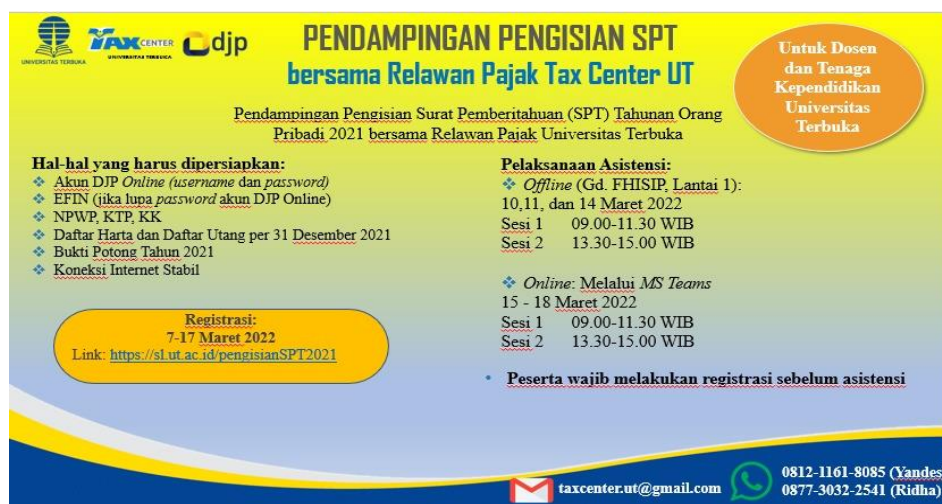 UNIVERSITAS TERBUKA
TAX CENTER
UNIVERSITAS TERBUKA
djp
PENDAMPINGAN PENGISIAN SPT
bersama Relawan Pajak Tax Center UT
Untuk Dosen
dan Tenaga
Kependidikan
Universitas
Terbuka
Pendampingan Pengisian Surat Pemberitahuan (SPT) Tahunan Orang
Pribadi 2021 bersama Relawan Pajak Universitas Terbuka
Hal-hal yang harus dipersiapkan:
❖ Akun DJP Online (username dan password)
❖ EFIN (jika lupa password akun DJP Online)
❖ NPWP, KTP, KK
❖ Daftar Harta dan Daftar Utang per 31 Desember 2021
❖ Bukti Potong Tahun 2021
❖ Koneksi Internet Stabil
Registrasi:
7-17 Maret 2022
Link: https://sl.ut.ac.id/pengisianSPT2021
Pelaksanaan Asistensi:
❖ Offline (Gd. FHISIP, Lantai 1):
10,11, dan 14 Maret 2022
Sesi 1 09.00-11.30 WIB
Sesi 2 13.30-15.00 WIB
❖ Online: Melalui MS Teams
15 - 18 Maret 2022
Sesi 1 09.00-11.30 WIB
Sesi 2 13.30-15.00 WIB
• Peserta wajib melakukan registrasi sebelum asistensi
taxcenter.ut@gmail.com
0812-1161-8085 (Yandes
0877-3032-2541 (Ridha)